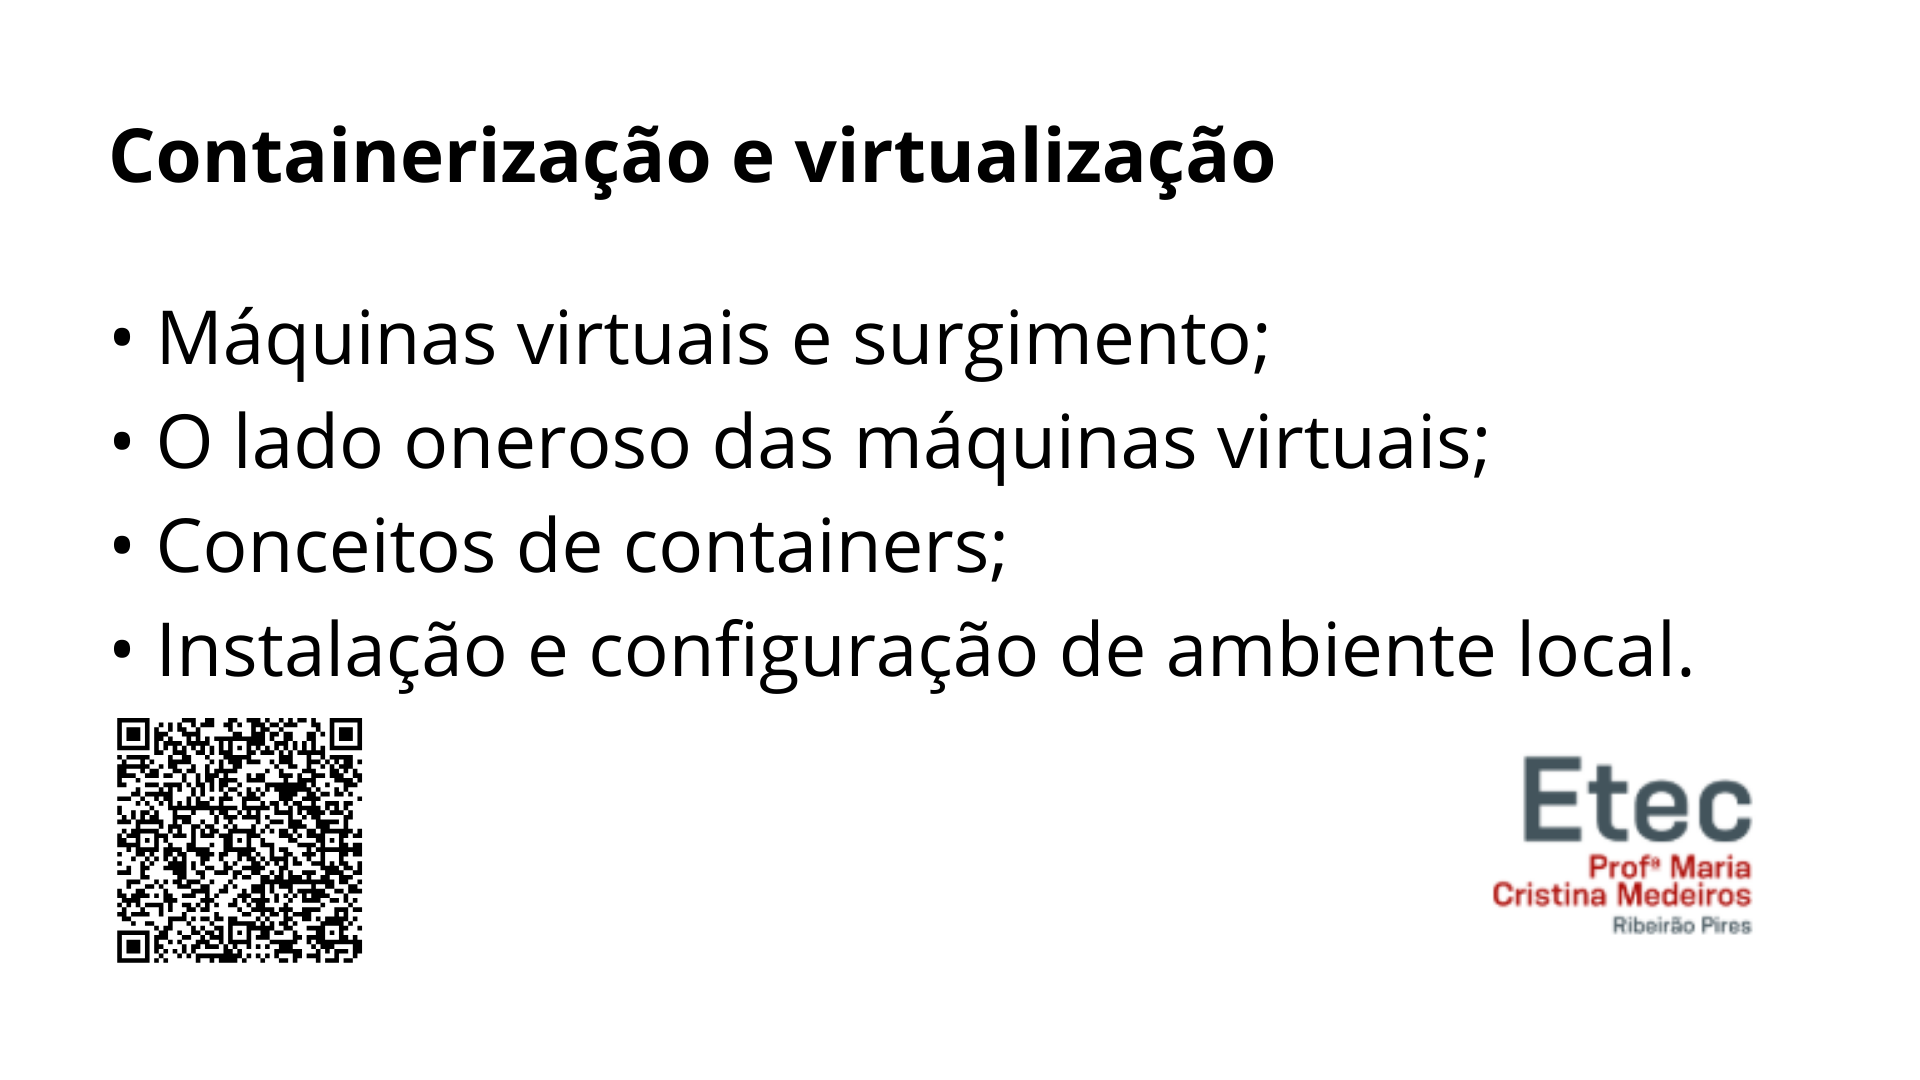 Containerização e virtualização
• Máquinas virtuais e surgimento;
• O lado oneroso das máquinas virtuais;
• Conceitos de containers;
• Instalação e configuração de ambiente local.
Etec
Profª Maria
Cristina Medeiros
Ribeirão Pires